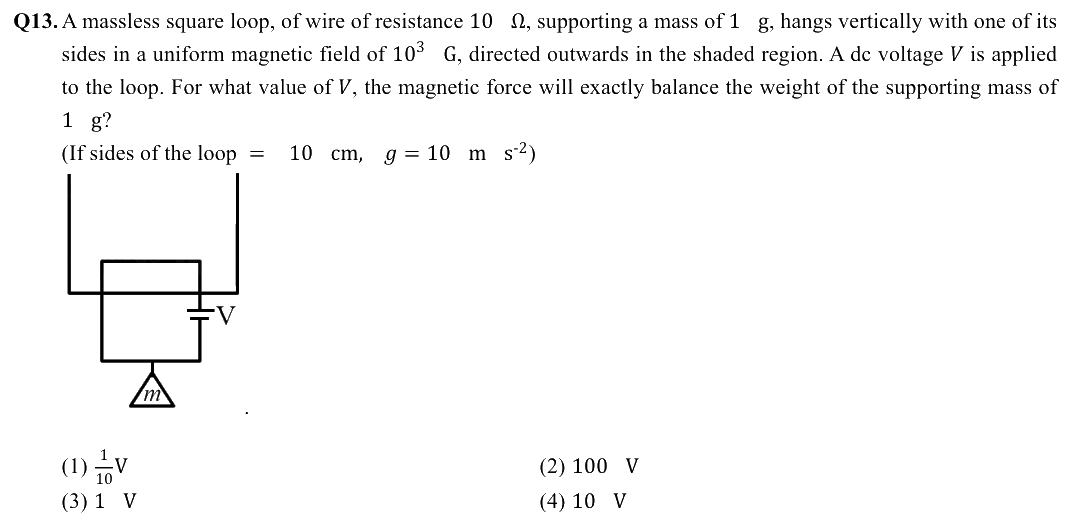 Q13. A massless square loop, of wire of resistance 10 Ω, supporting a mass of 1 g, hangs vertically with one of its
sides in a uniform magnetic field of 10³ G, directed outwards in the shaded region. A dc voltage V is applied
to the loop. For what value of V, the magnetic force will exactly balance the weight of the supporting mass of
1 g?
(If sides of the loop = 10 cm, g = 10 m s⁻²)
V
m
(1) 1/10 V
(2) 100 V
(3) 1 V
(4) 10 V